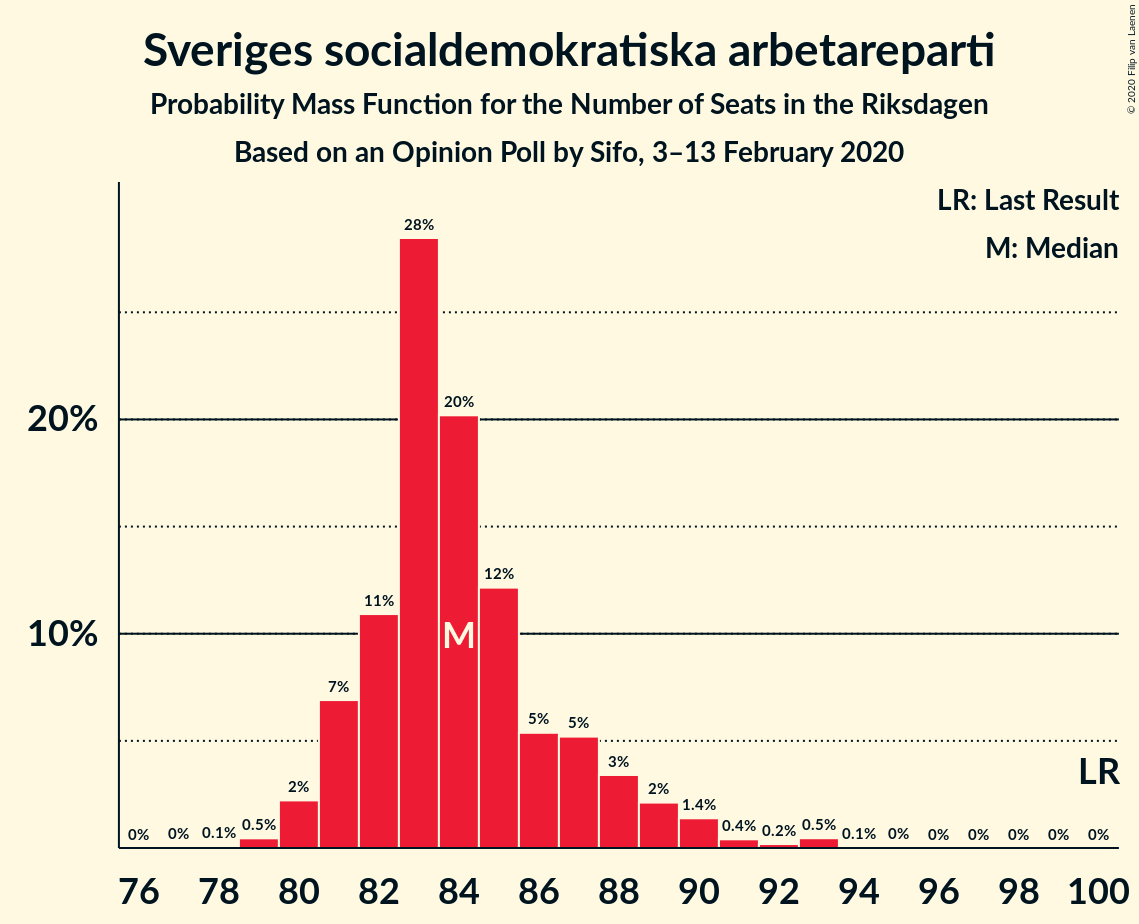 Sveriges socialdemokratiska arbetareparti
Probability Mass Function for the Number of Seats in the Riksdagen
Based on an Opinion Poll by Sifo, 3–13 February 2020
© 2020 Filip van Laenen
LR: Last Result
M: Median
28%
20%
20%
12%
11%
10%
M
7%
5%
5%
3%
LR
2%
2%
1.4%
0% 0% 0.1% 0.5% 0.4% 0.2% 0.5% 0.1% 0% 0% 0% 0% 0% 0%
76 78 80 82 84 86 88 90 92 94 96 98 100